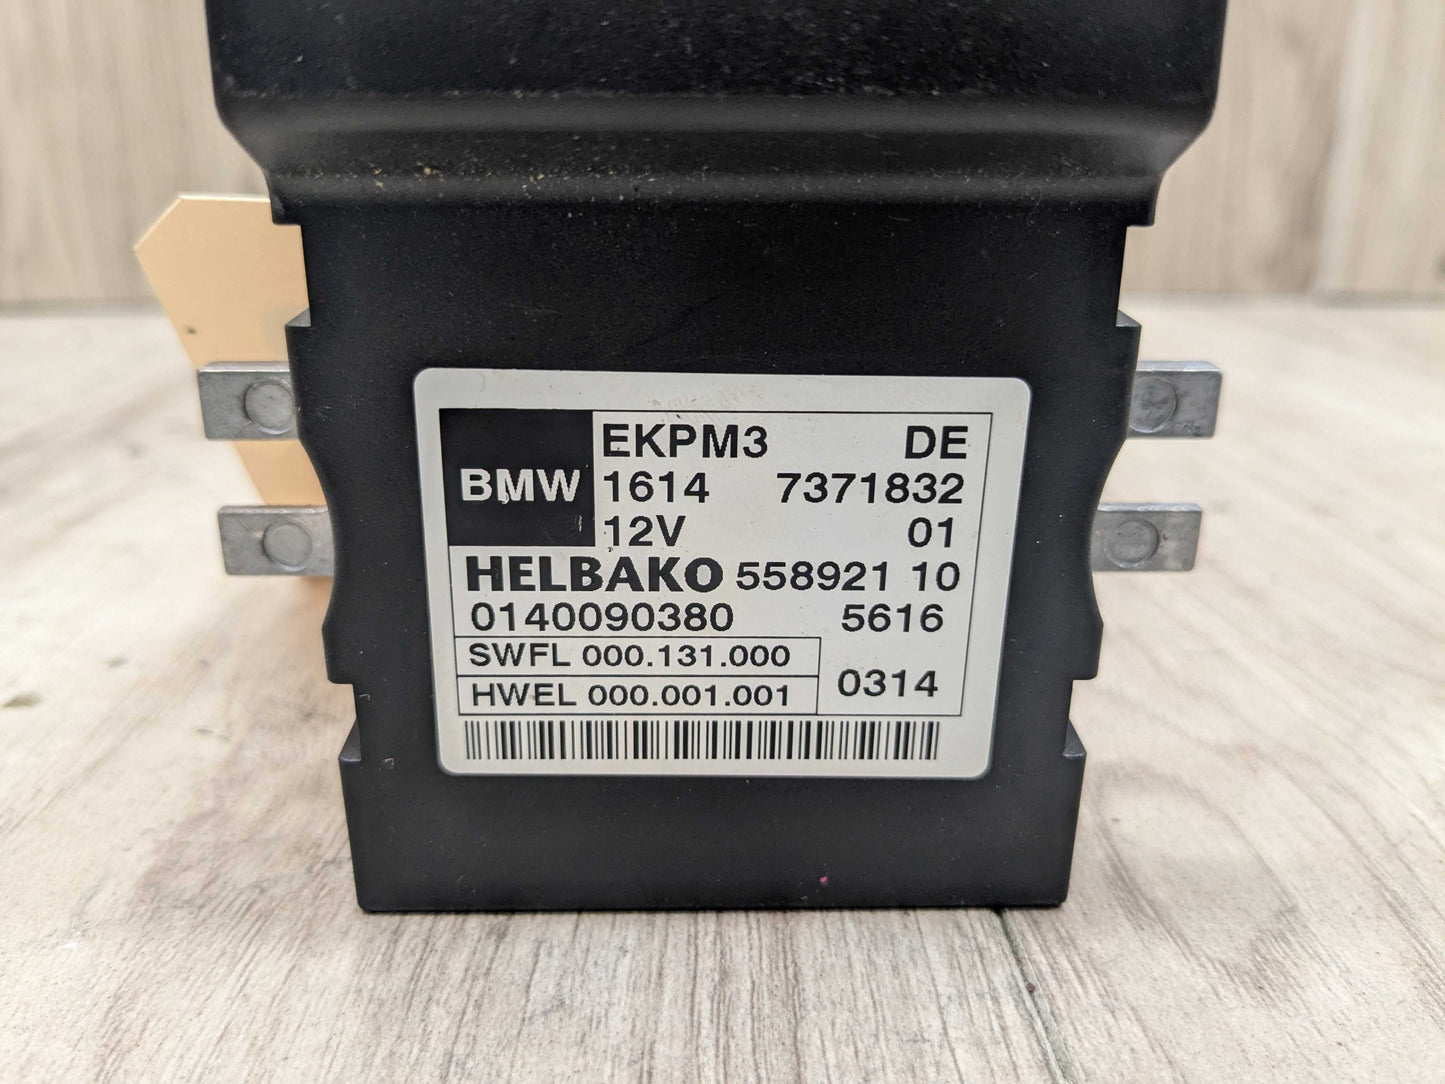 BMW
EKPM3 DE
1614 7371832
12V 01
HELBAKO 558921 10
0140090380 5616
SWFL 000.131.000
HWEL 000.001.001
0314